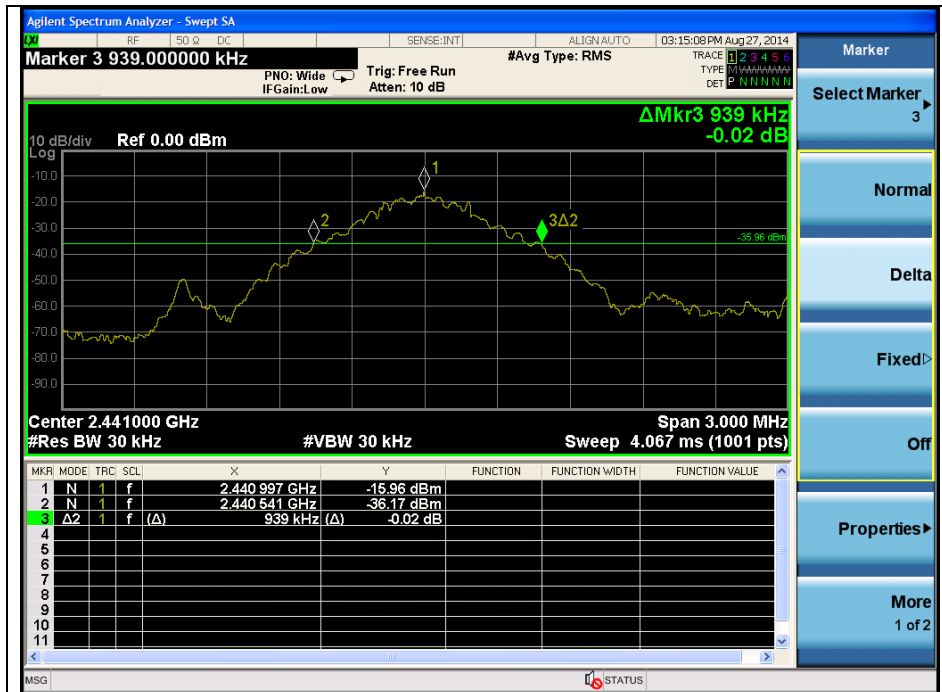 Agilent Spectrum Analyzer - Swept SA
LXI RF 50 Ω DC SENSE:INT ALIGNAUTO 03:15:08 PM Aug 27, 2014
Marker 3 939.000000 kHz
PNO: Wide
IFGain:Low
Trig: Free Run
Atten: 10 dB
#Avg Type: RMS
TRACE 1 2 3 4 5 6
TYPE M
DET P N N N N N
ΔMkr3 939 kHz
-0.02 dB
10 dB/div Ref 0.00 dBm
Log
-10.0
-20.0
-30.0
-40.0
-50.0
-60.0
-70.0
-80.0
-90.0
1
2
3Δ2
-35.96 dBm
Center 2.441000 GHz Span 3.000 MHz
#Res BW 30 kHz #VBW 30 kHz Sweep 4.067 ms (1001 pts)
MKR MODE TRC SCL X Y FUNCTION FUNCTION WIDTH FUNCTION VALUE
1 N 1 f 2.440 997 GHz -15.96 dBm
2 N 1 f 2.440 541 GHz -36.17 dBm
3 Δ2 1 f (Δ) 939 kHz (Δ) -0.02 dB
4
5
6
7
8
9
10
11
MSG STATUS
Marker
Select Marker
3
Normal
Delta
Fixed
Off
Properties
More
1 of 2